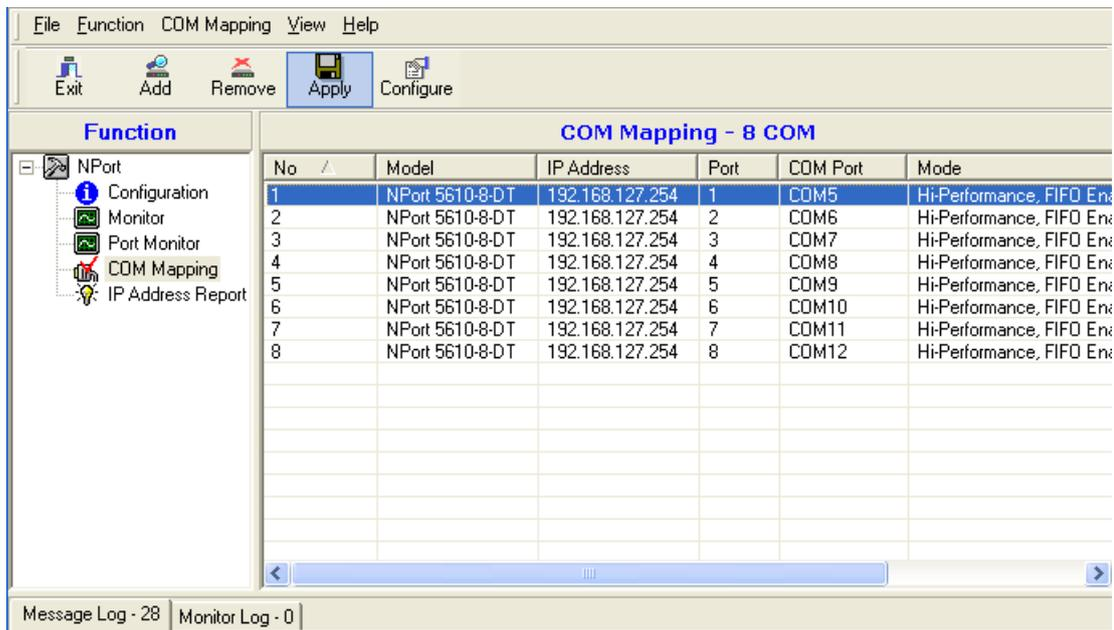 File Function COM Mapping View Help
Exit Add Remove Apply Configure
Function
COM Mapping - 8 COM
NPort
Configuration
Monitor
Port Monitor
COM Mapping
IP Address Report
No Model IP Address Port COM Port Mode
1 NPort 5610-8-DT 192.168.127.254 1 COM5 Hi-Performance, FIFO Ena
2 NPort 5610-8-DT 192.168.127.254 2 COM6 Hi-Performance, FIFO Ena
3 NPort 5610-8-DT 192.168.127.254 3 COM7 Hi-Performance, FIFO Ena
4 NPort 5610-8-DT 192.168.127.254 4 COM8 Hi-Performance, FIFO Ena
5 NPort 5610-8-DT 192.168.127.254 5 COM9 Hi-Performance, FIFO Ena
6 NPort 5610-8-DT 192.168.127.254 6 COM10 Hi-Performance, FIFO Ena
7 NPort 5610-8-DT 192.168.127.254 7 COM11 Hi-Performance, FIFO Ena
8 NPort 5610-8-DT 192.168.127.254 8 COM12 Hi-Performance, FIFO Ena
Message Log - 28 Monitor Log - 0